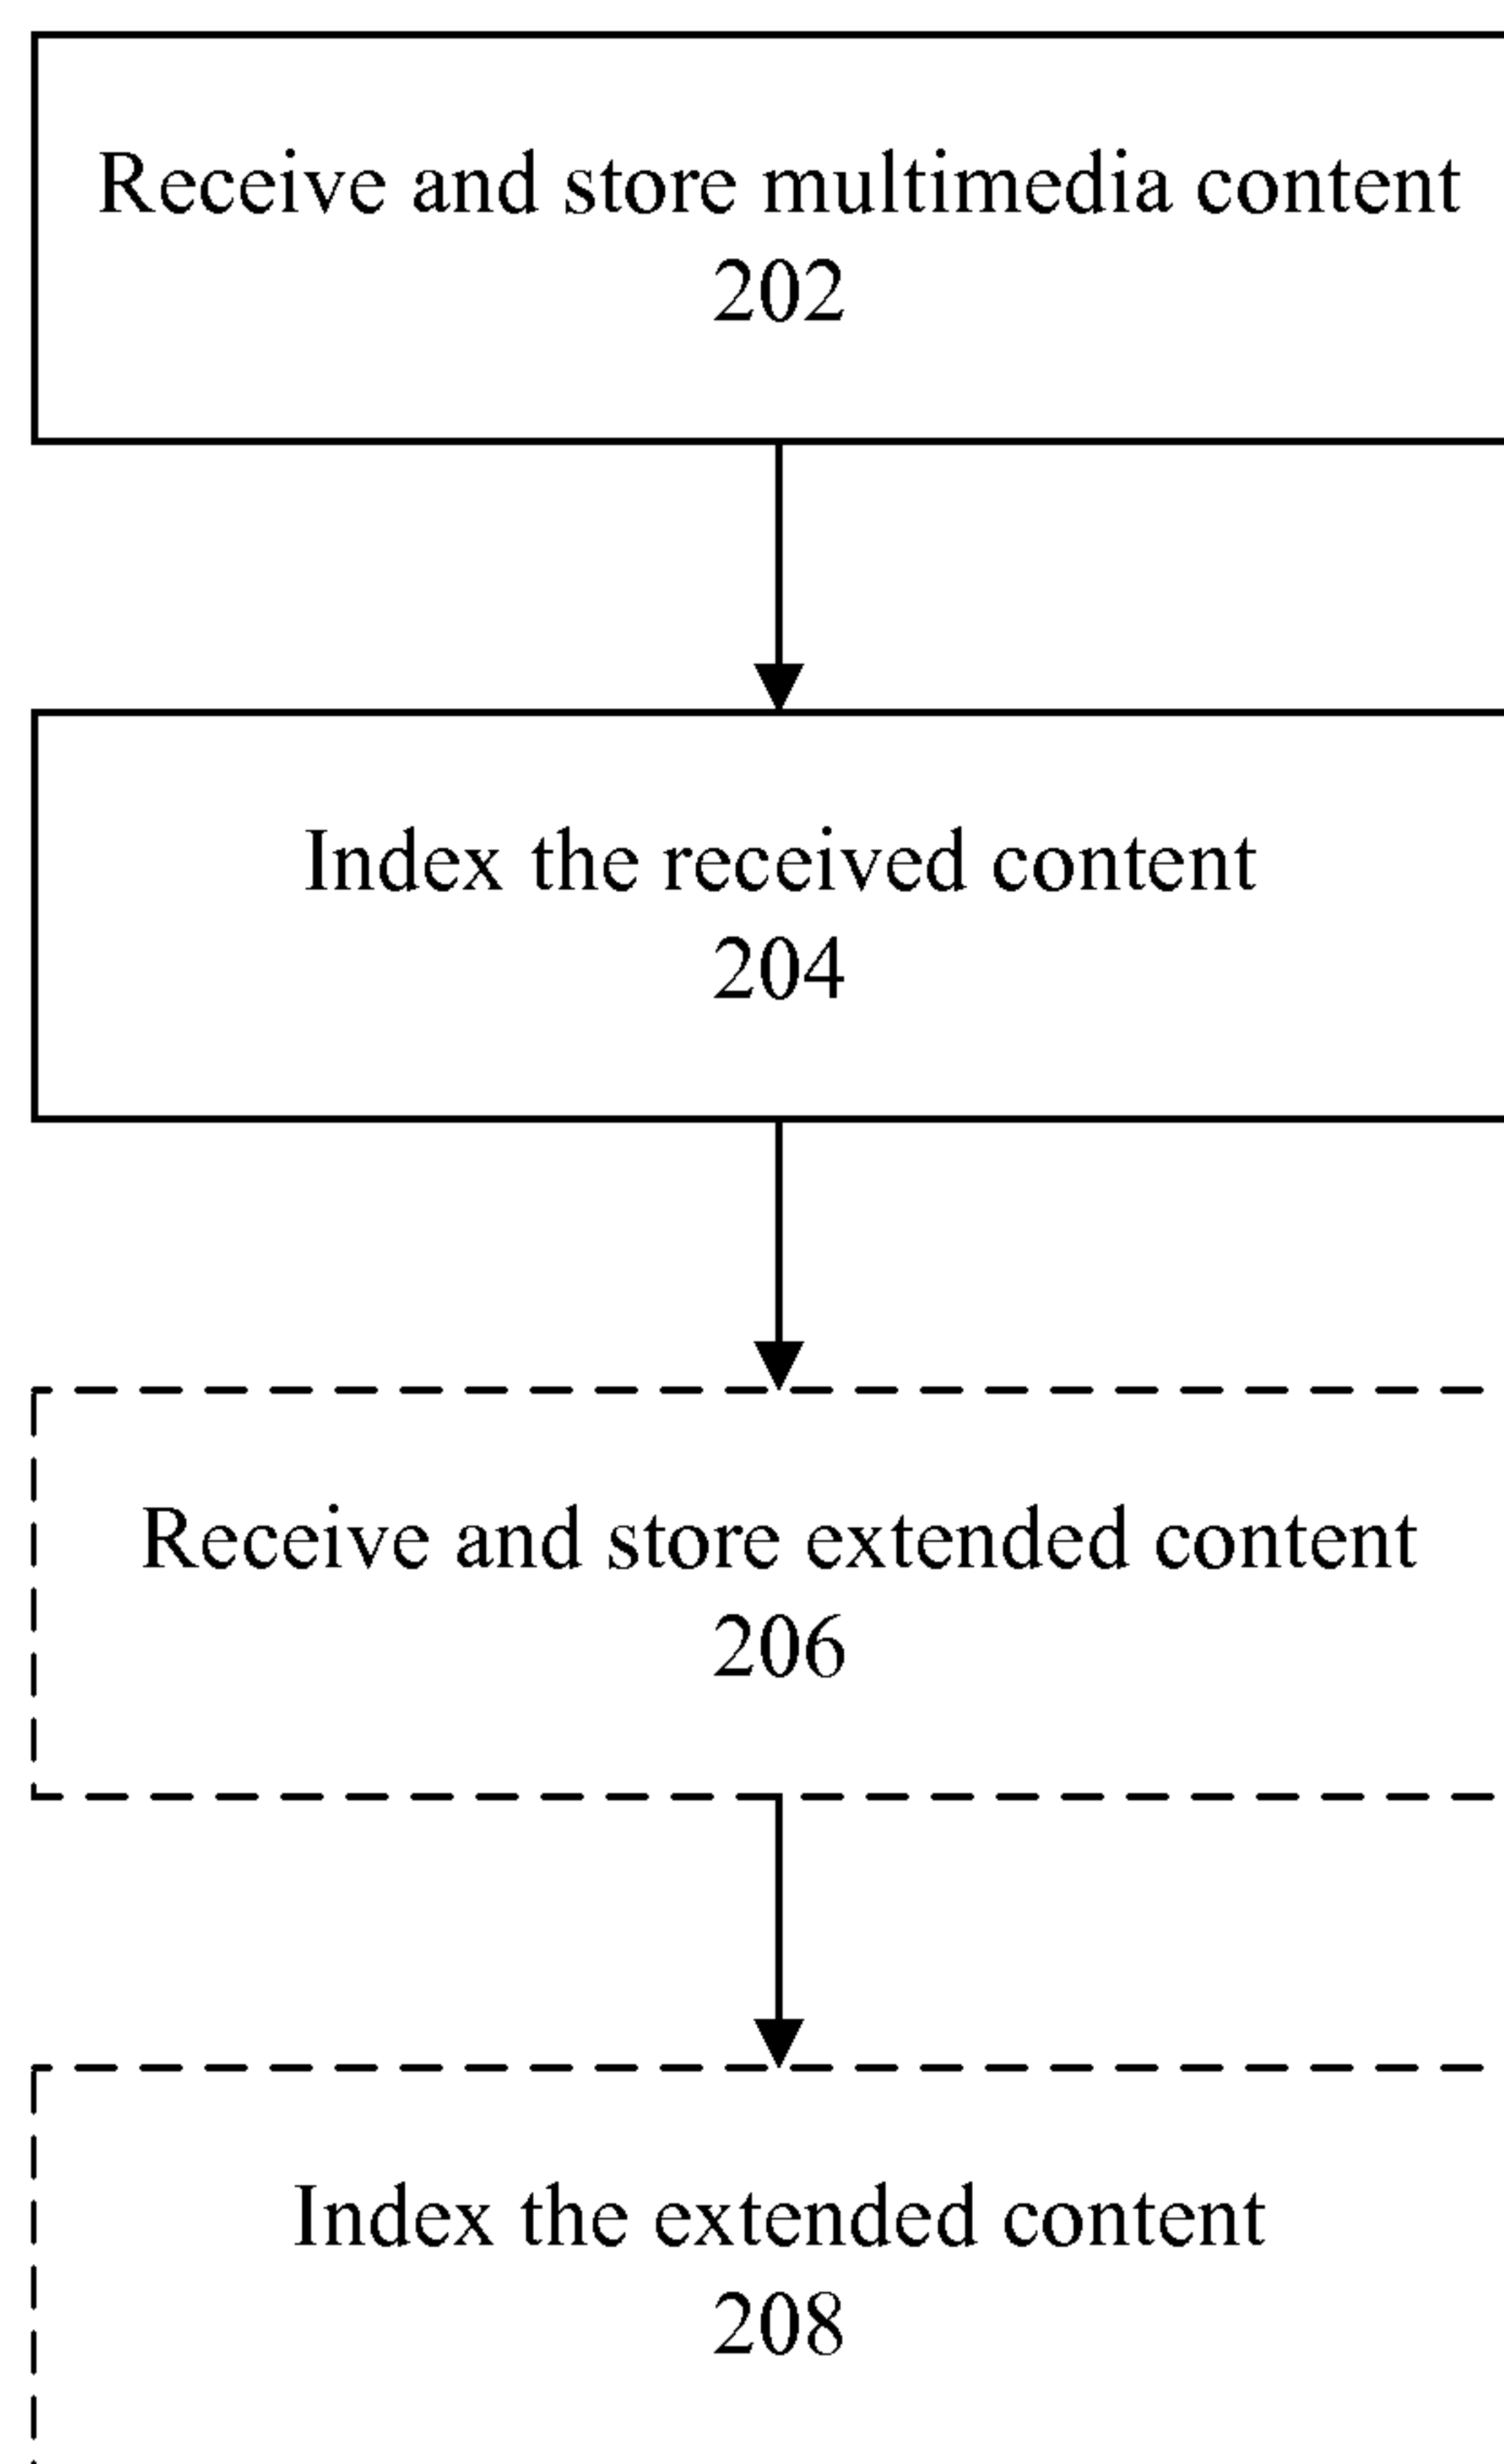 Receive and store multimedia content
202
Index the received content
204
Receive and store extended content
206
Index the extended content
208